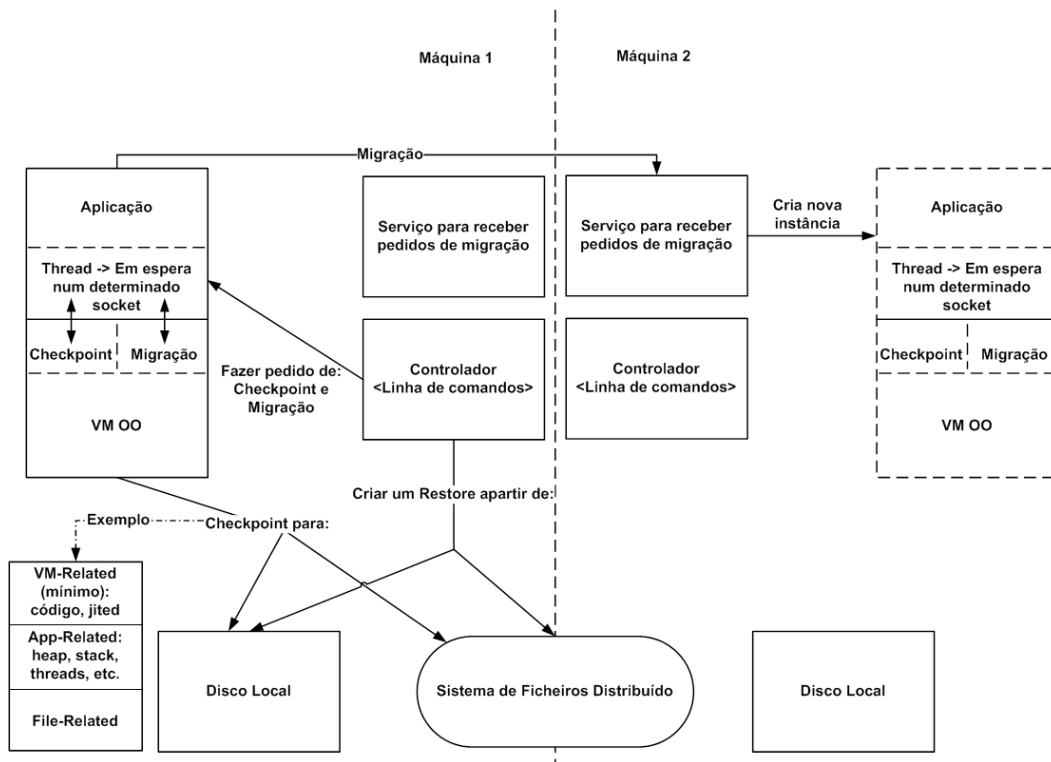 Máquina 1
Máquina 2
Migração
Aplicação
Thread -> Em espera
num determinado
socket
Checkpoint
Migração
VM OO
Serviço para receber
pedidos de migração
Serviço para receber
pedidos de migração
Cria nova
instância
Aplicação
Thread -> Em espera
num determinado
socket
Checkpoint
Migração
VM OO
Fazer pedido de:
Checkpoint e
Migração
Controlador
<Linha de comandos>
Controlador
<Linha de comandos>
Criar um Restore apartir de:
Exemplo
Checkpoint para:
VM-Related
(mínimo):
código, jited
App-Related:
heap, stack,
threads, etc.
File-Related
Disco Local
Sistema de Ficheiros Distribuído
Disco Local